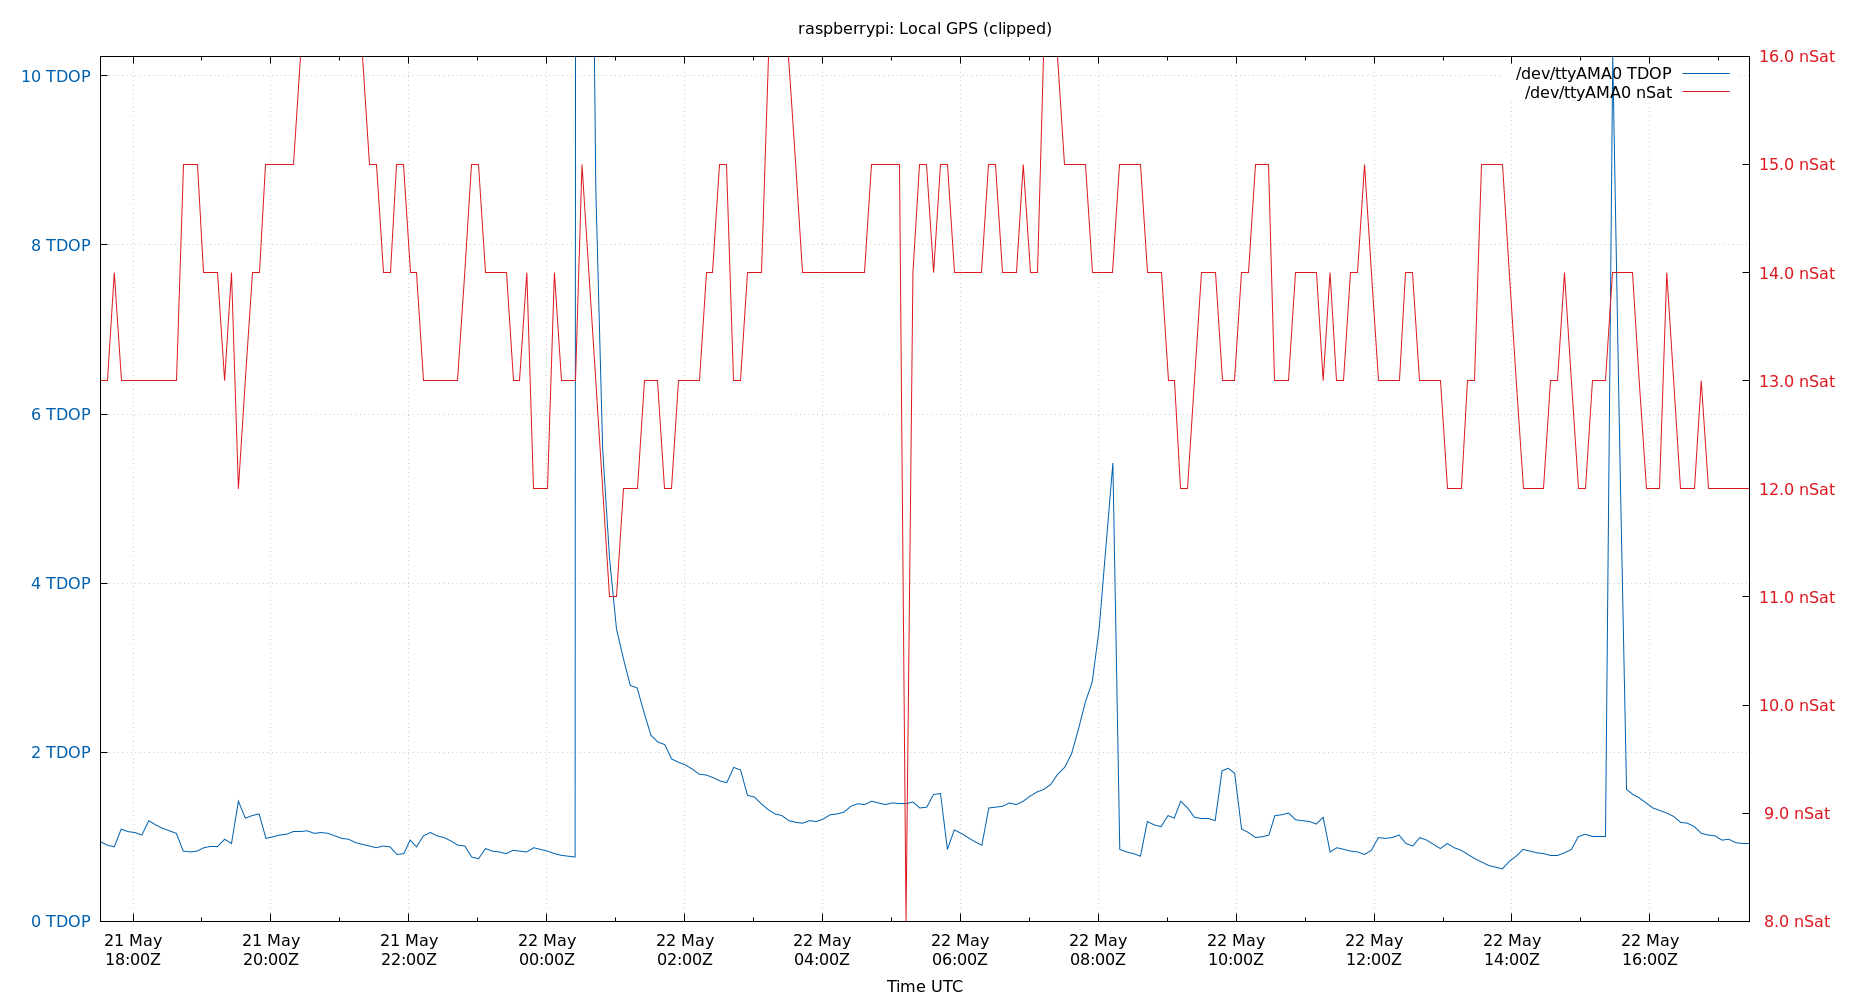 raspberrypi: Local GPS (clipped)
10 TDOP
8 TDOP
6 TDOP
4 TDOP
2 TDOP
0 TDOP
/dev/ttyAMA0 TDOP
/dev/ttyAMA0 nSat
16.0 nSat
15.0 nSat
14.0 nSat
13.0 nSat
12.0 nSat
11.0 nSat
10.0 nSat
9.0 nSat
8.0 nSat
21 May
18:00Z
21 May
20:00Z
21 May
22:00Z
22 May
00:00Z
22 May
02:00Z
22 May
04:00Z
22 May
06:00Z
22 May
08:00Z
22 May
10:00Z
22 May
12:00Z
22 May
14:00Z
22 May
16:00Z
Time UTC